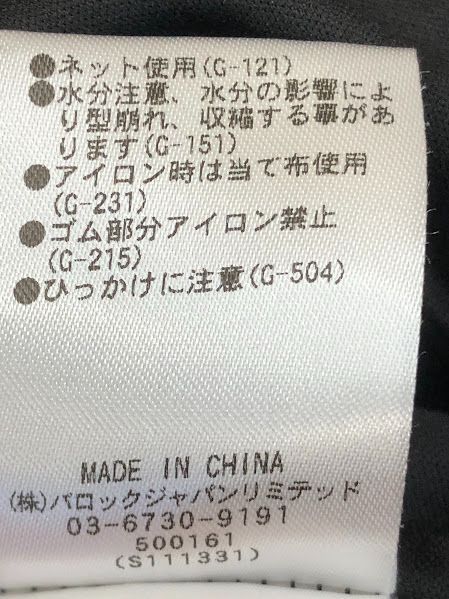 ●ネット使用(G-121)
●水分注意、水分の影響によ
り型崩れ、収縮する事があ
ります(G-151)
●アイロン時は当て布使用
(G-231)
●ゴム部分アイロン禁止
(G-215)
●ひっかけに注意(G-504)
MADE IN CHINA
(株)バロックジャパンリミテッド
03-6730-9191
500161
(S111331)